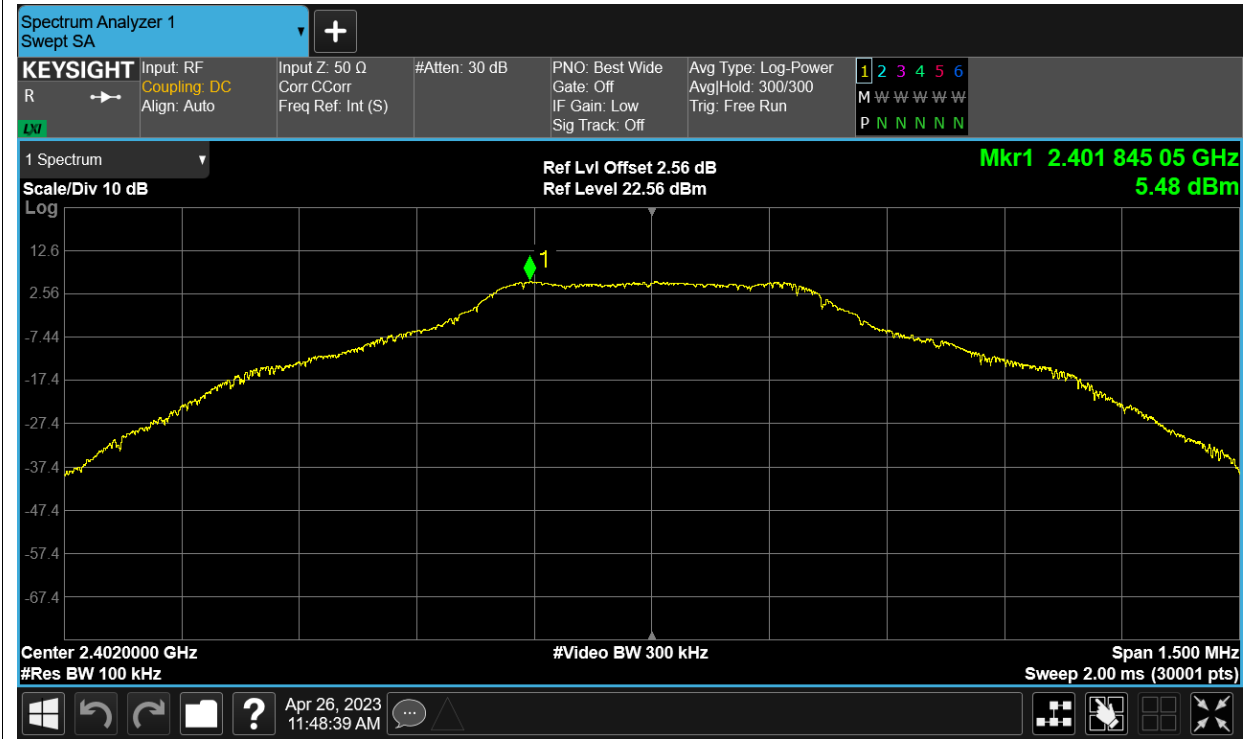 Spectrum Analyzer 1
Swept SA
KEYSIGHT
R
LXI
Input: RF
Coupling: DC
Align: Auto
Input Z: 50 Ω
Corr CCorr
Freq Ref: Int (S)
#Atten: 30 dB
PNO: Best Wide
Gate: Off
IF Gain: Low
Sig Track: Off
Avg Type: Log-Power
Avg|Hold: 300/300
Trig: Free Run
1 2 3 4 5 6
M W W W W W
P N N N N N
1 Spectrum
Scale/Div 10 dB
Log
Ref Lvl Offset 2.56 dB
Ref Level 22.56 dBm
Mkr1 2.401 845 05 GHz
5.48 dBm
1
12.6
2.56
-7.44
-17.4
-27.4
-37.4
-47.4
-57.4
-67.4
Center 2.4020000 GHz
#Res BW 100 kHz
#Video BW 300 kHz
Span 1.500 MHz
Sweep 2.00 ms (30001 pts)
?
Apr 26, 2023
11:48:39 AM